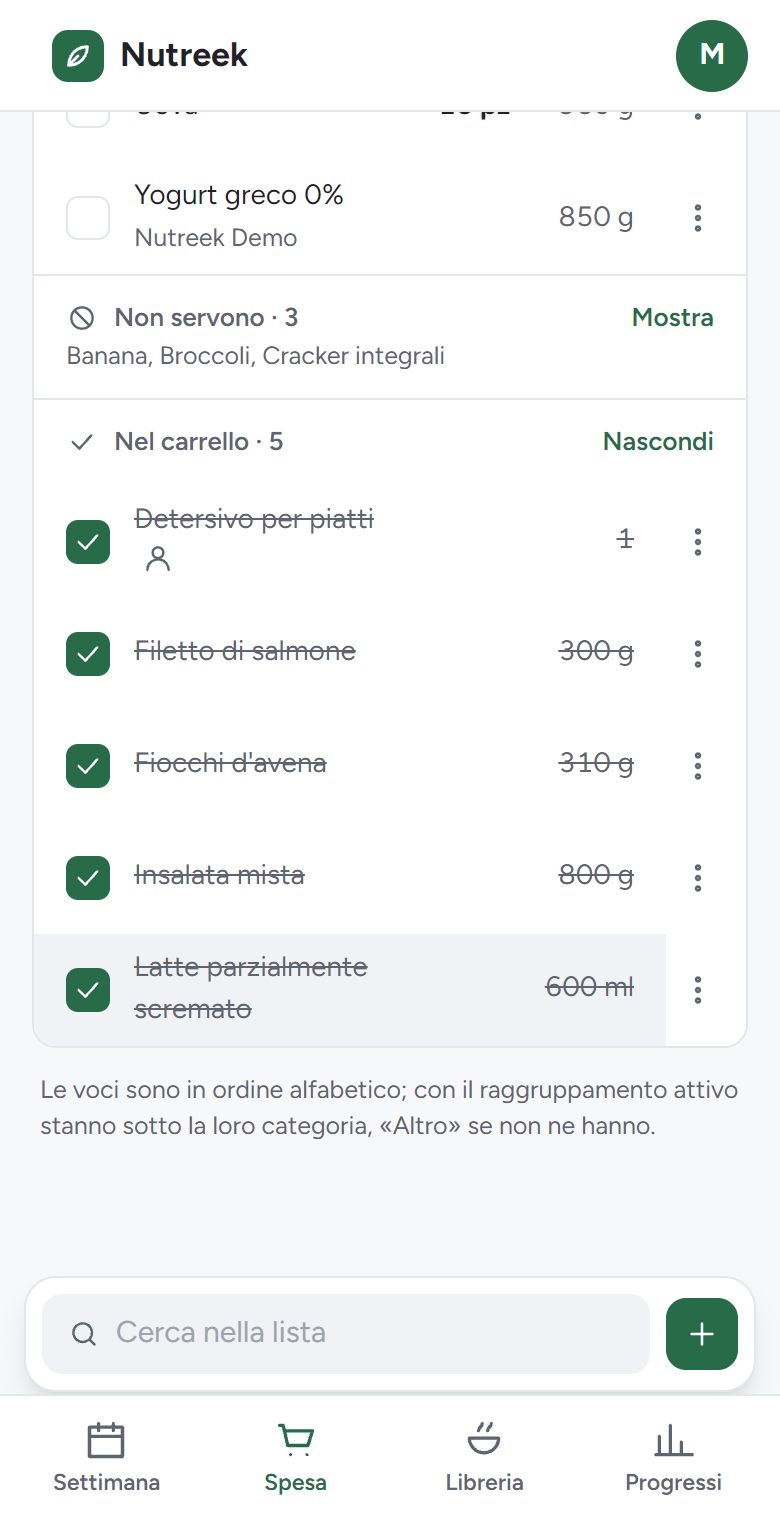 Nutreek
M
Yogurt greco 0%
850 g
Nutreek Demo
Non servono · 3
Mostra
Banana, Broccoli, Cracker integrali
Nel carrello · 5
Nascondi
Detersivo per piatti
1
Filetto di salmone
300 g
Fiocchi d'avena
310 g
Insalata mista
800 g
Latte parzialmente
scremato
600 ml
Le voci sono in ordine alfabetico; con il raggruppamento attivo
stanno sotto la loro categoria, «Altro» se non ne hanno.
Cerca nella lista
Settimana
Spesa
Libreria
Progressi